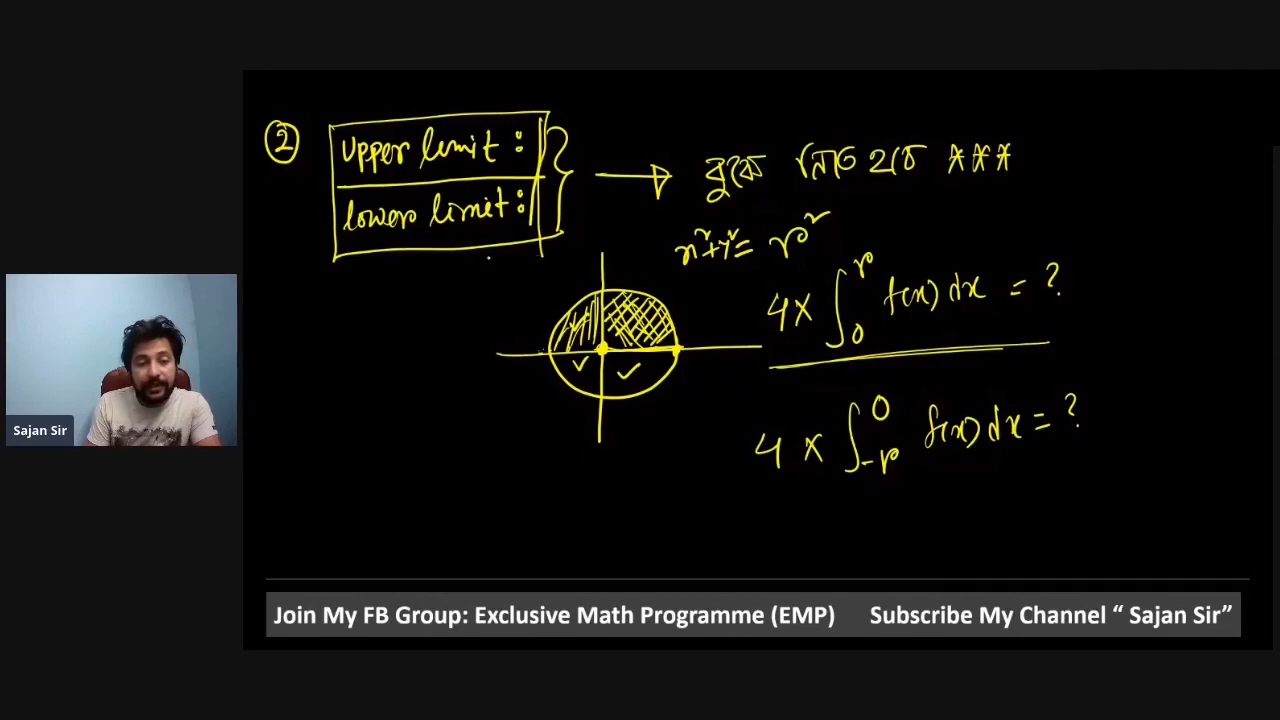 ②
Upper limit:
lower limit:
বুঝে নিতে হবে ***
x²+y²= r²
4× ∫₀ʳ f(x) dx = ?
4 × ∫₋ᵣ⁰ f(x) dx = ?
Sajan Sir
Join My FB Group: Exclusive Math Programme (EMP) Subscribe My Channel “ Sajan Sir”